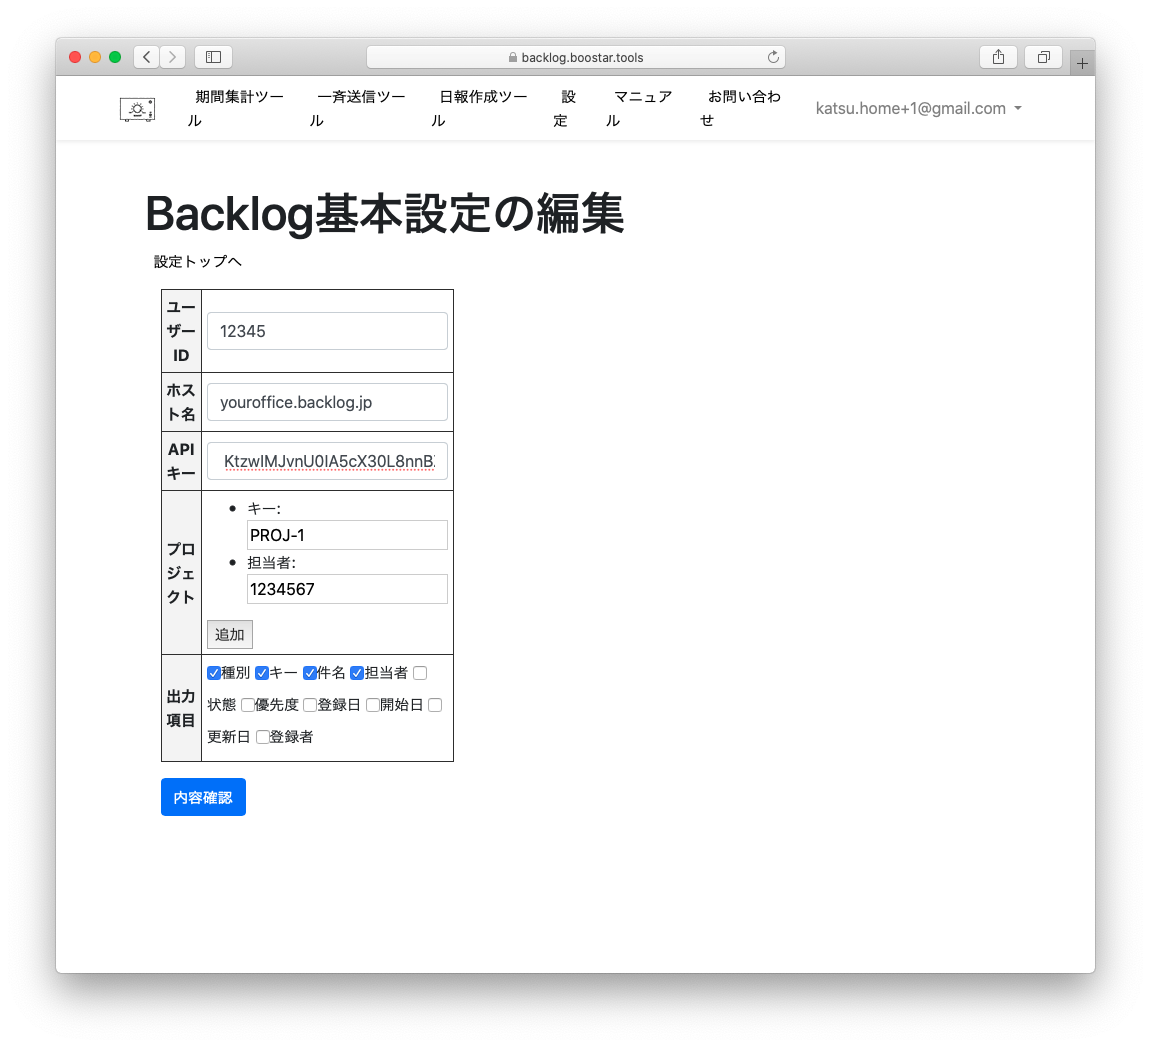 backlog.boostar.tools
期間集計ツール
一斉送信ツール
日報作成ツール
設定
マニュアル
お問い合わせ
katsu.home+1@gmail.com
Backlog基本設定の編集
設定トップへ
ユーザーID
12345
ホスト名
youroffice.backlog.jp
APIキー
プロジェクト
キー:
PROJ-1
担当者:
1234567
追加
出力項目
種別 キー 件名 担当者
状態 優先度 登録日 開始日
更新日 登録者
内容確認